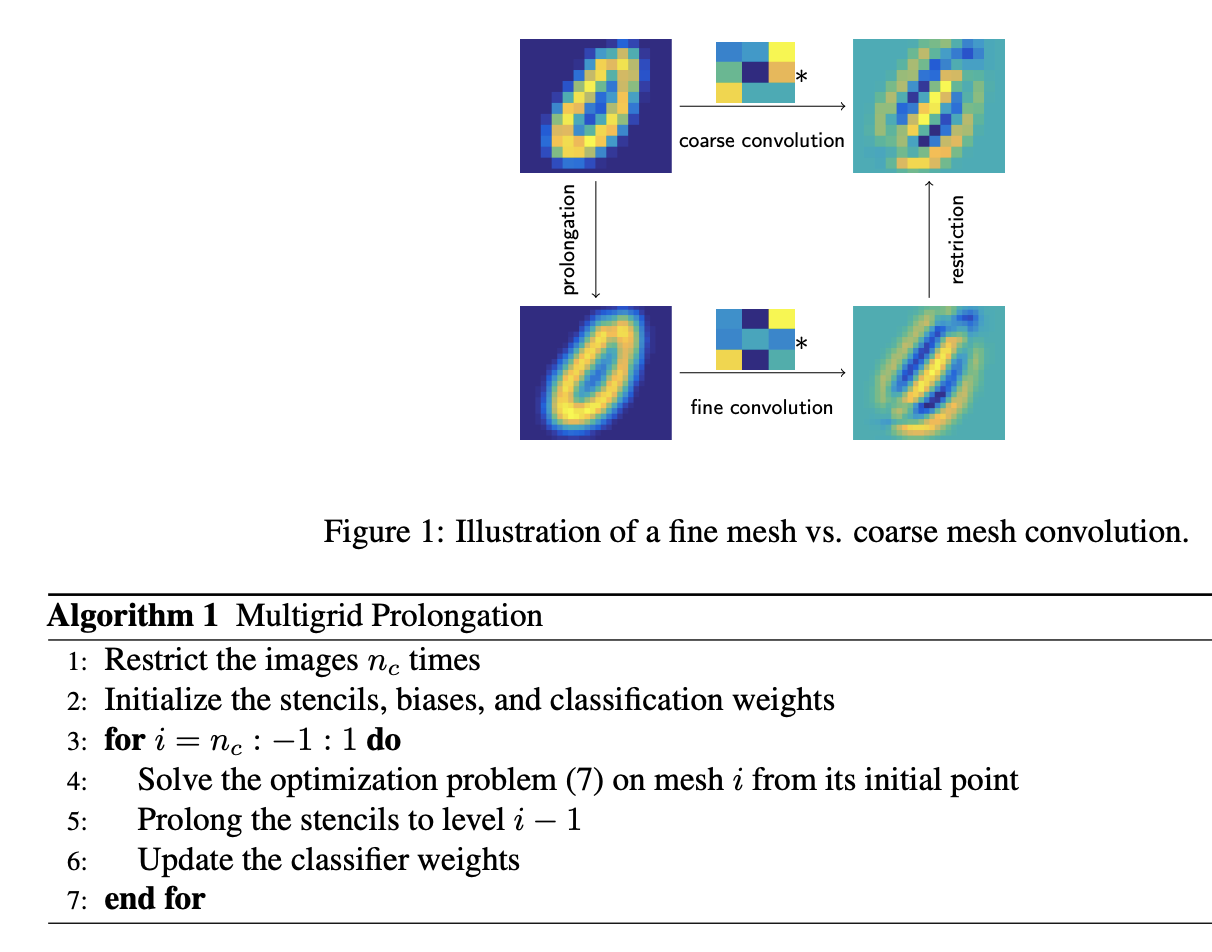 *
coarse convolution
prolongation
restriction
*
fine convolution
Figure 1: Illustration of a fine mesh vs. coarse mesh convolution.
Algorithm 1 Multigrid Prolongation
1: Restrict the images n_c times
2: Initialize the stencils, biases, and classification weights
3: for i = n_c : −1 : 1 do
4: Solve the optimization problem (7) on mesh i from its initial point
5: Prolong the stencils to level i − 1
6: Update the classifier weights
7: end for